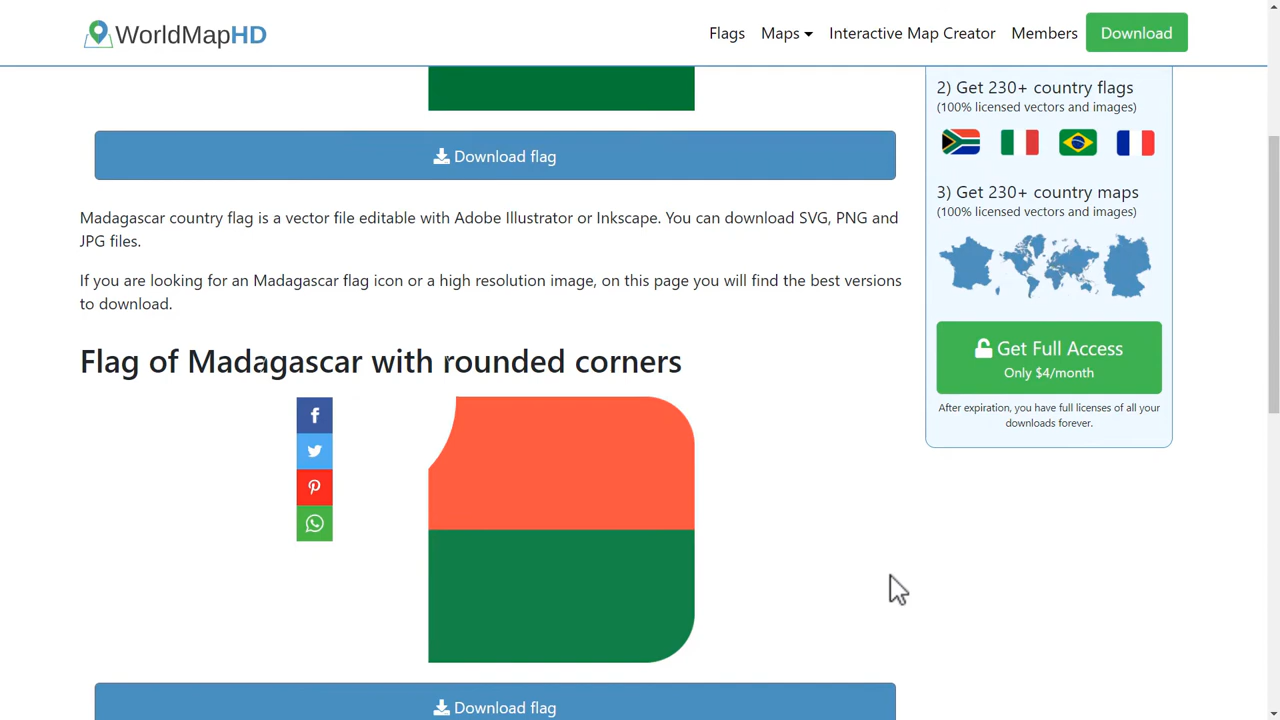 WorldMapHD
Flags Maps Interactive Map Creator Members Download
Download flag
Madagascar country flag is a vector file editable with Adobe Illustrator or Inkscape. You can download SVG, PNG and
JPG files.
If you are looking for an Madagascar flag icon or a high resolution image, on this page you will find the best versions
to download.
Flag of Madagascar with rounded corners
Download flag
2) Get 230+ country flags
(100% licensed vectors and images)
3) Get 230+ country maps
(100% licensed vectors and images)
Get Full Access
Only $4/month
After expiration, you have full licenses of all your
downloads forever.